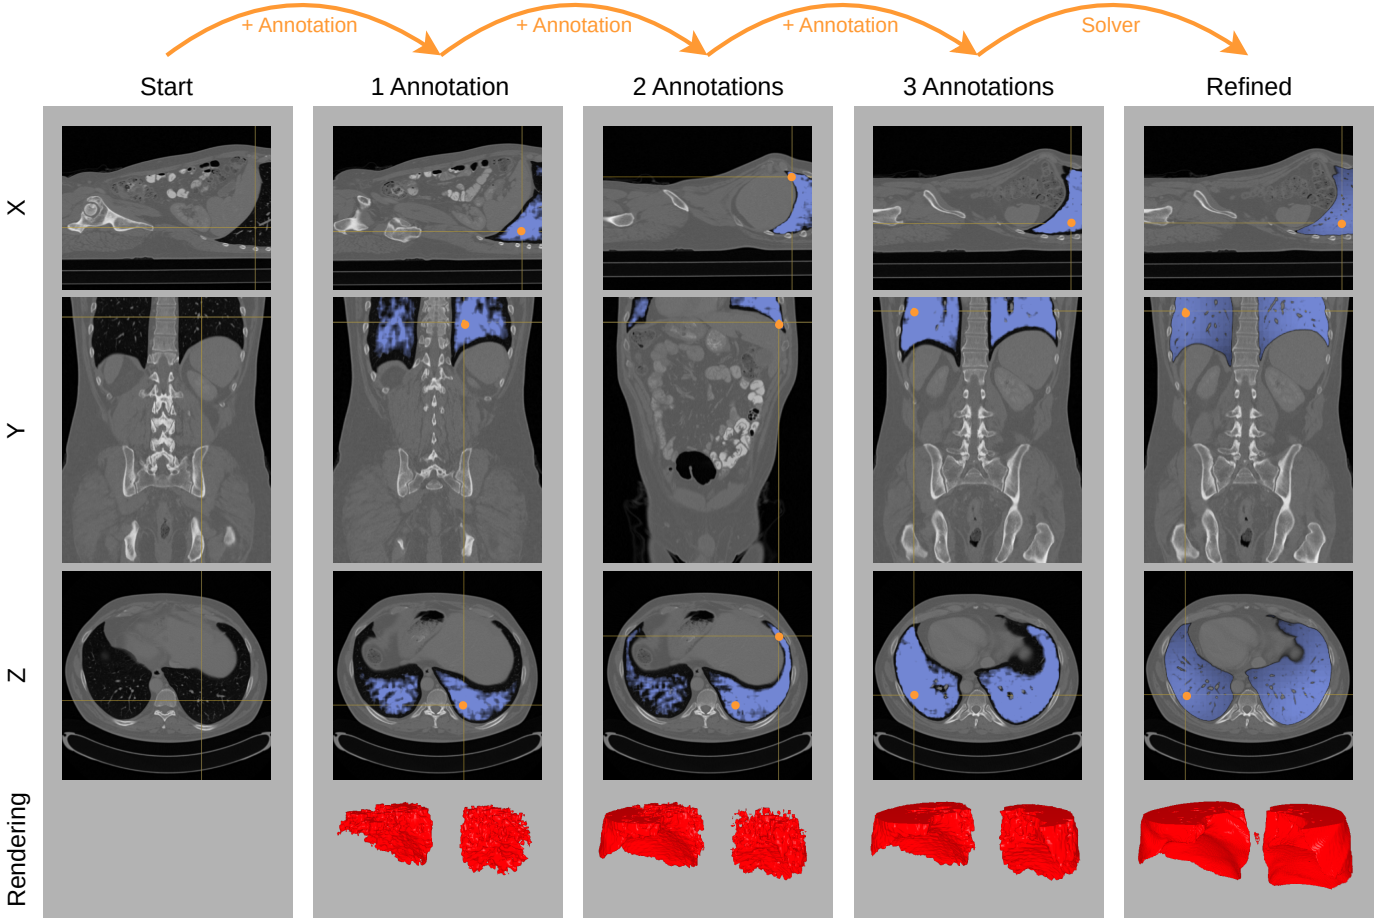 + Annotation
+ Annotation
+ Annotation
Solver
Start
1 Annotation
2 Annotations
3 Annotations
Refined
X
Y
Z
Rendering